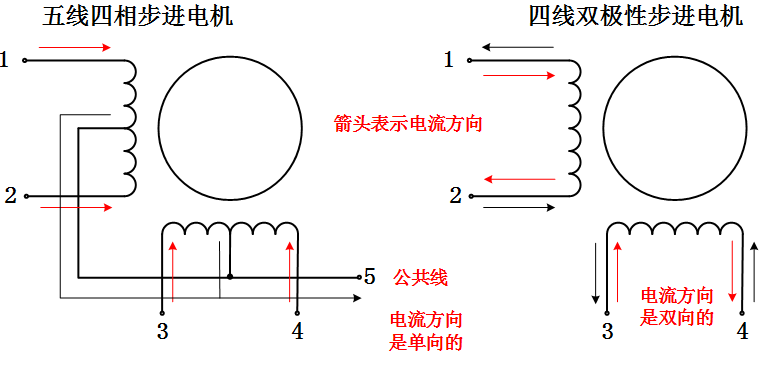 五线四相步进电机
四线双极性步进电机
1
1
箭头表示电流方向
2
2
5
公共线
电流方向
是单向的
电流方向
是双向的
3
4
3
4